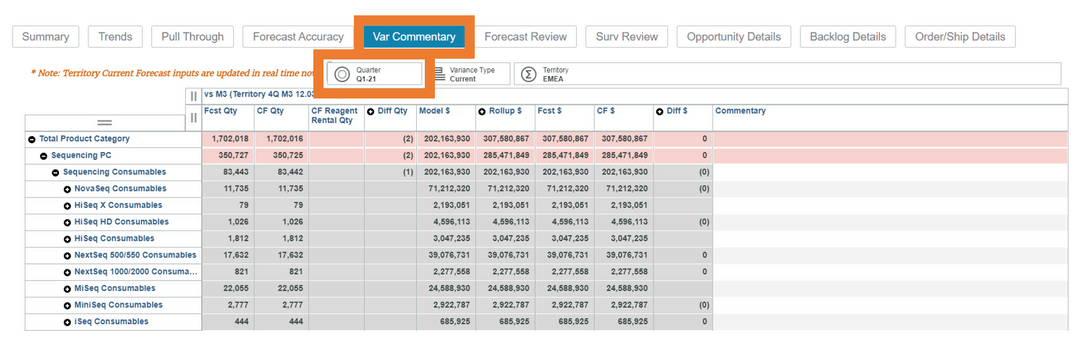 Summary Trends Pull Through Forecast Accuracy Var Commentary Forecast Review Surv Review Opportunity Details Backlog Details Order/Ship Details
* Note: Territory Current Forecast inputs are updated in real time no
Quarter Variance Type Territory
Q1-21 Current EMEA
vs M3 (Territory 4Q M3 12.03
Fcst Qty CF Qty CF Reagent Rental Qty Diff Qty Model $ Rollup $ Fcst $ CF $ Diff $ Commentary
Total Product Category 1,702,018 1,702,016 (2) 202,163,930 307,580,867 307,580,867 307,580,867 0
Sequencing PC 350,727 350,725 (2) 202,163,930 285,471,849 285,471,849 285,471,849 0
Sequencing Consumables 83,443 83,442 (1) 202,163,930 202,163,930 202,163,930 202,163,930 (0)
NovaSeq Consumables 11,735 11,735 71,212,320 71,212,320 71,212,320 71,212,320 (0)
HiSeq X Consumables 79 79 2,193,051 2,193,051 2,193,051 2,193,051
HiSeq HD Consumables 1,026 1,026 4,596,113 4,596,113 4,596,113 4,596,113 (0)
HiSeq Consumables 1,812 1,812 3,047,235 3,047,235 3,047,235 3,047,235
NextSeq 500/550 Consumables 17,632 17,632 39,076,731 39,076,731 39,076,731 39,076,731 0
NextSeq 1000/2000 Consuma... 821 821 2,277,558 2,277,558 2,277,558 2,277,558 0
MiSeq Consumables 22,055 22,055 24,588,930 24,588,930 24,588,930 24,588,930
MiniSeq Consumables 2,777 2,777 2,922,787 2,922,787 2,922,787 2,922,787 (0)
iSeq Consumables 444 444 685,925 685,925 685,925 685,925 0